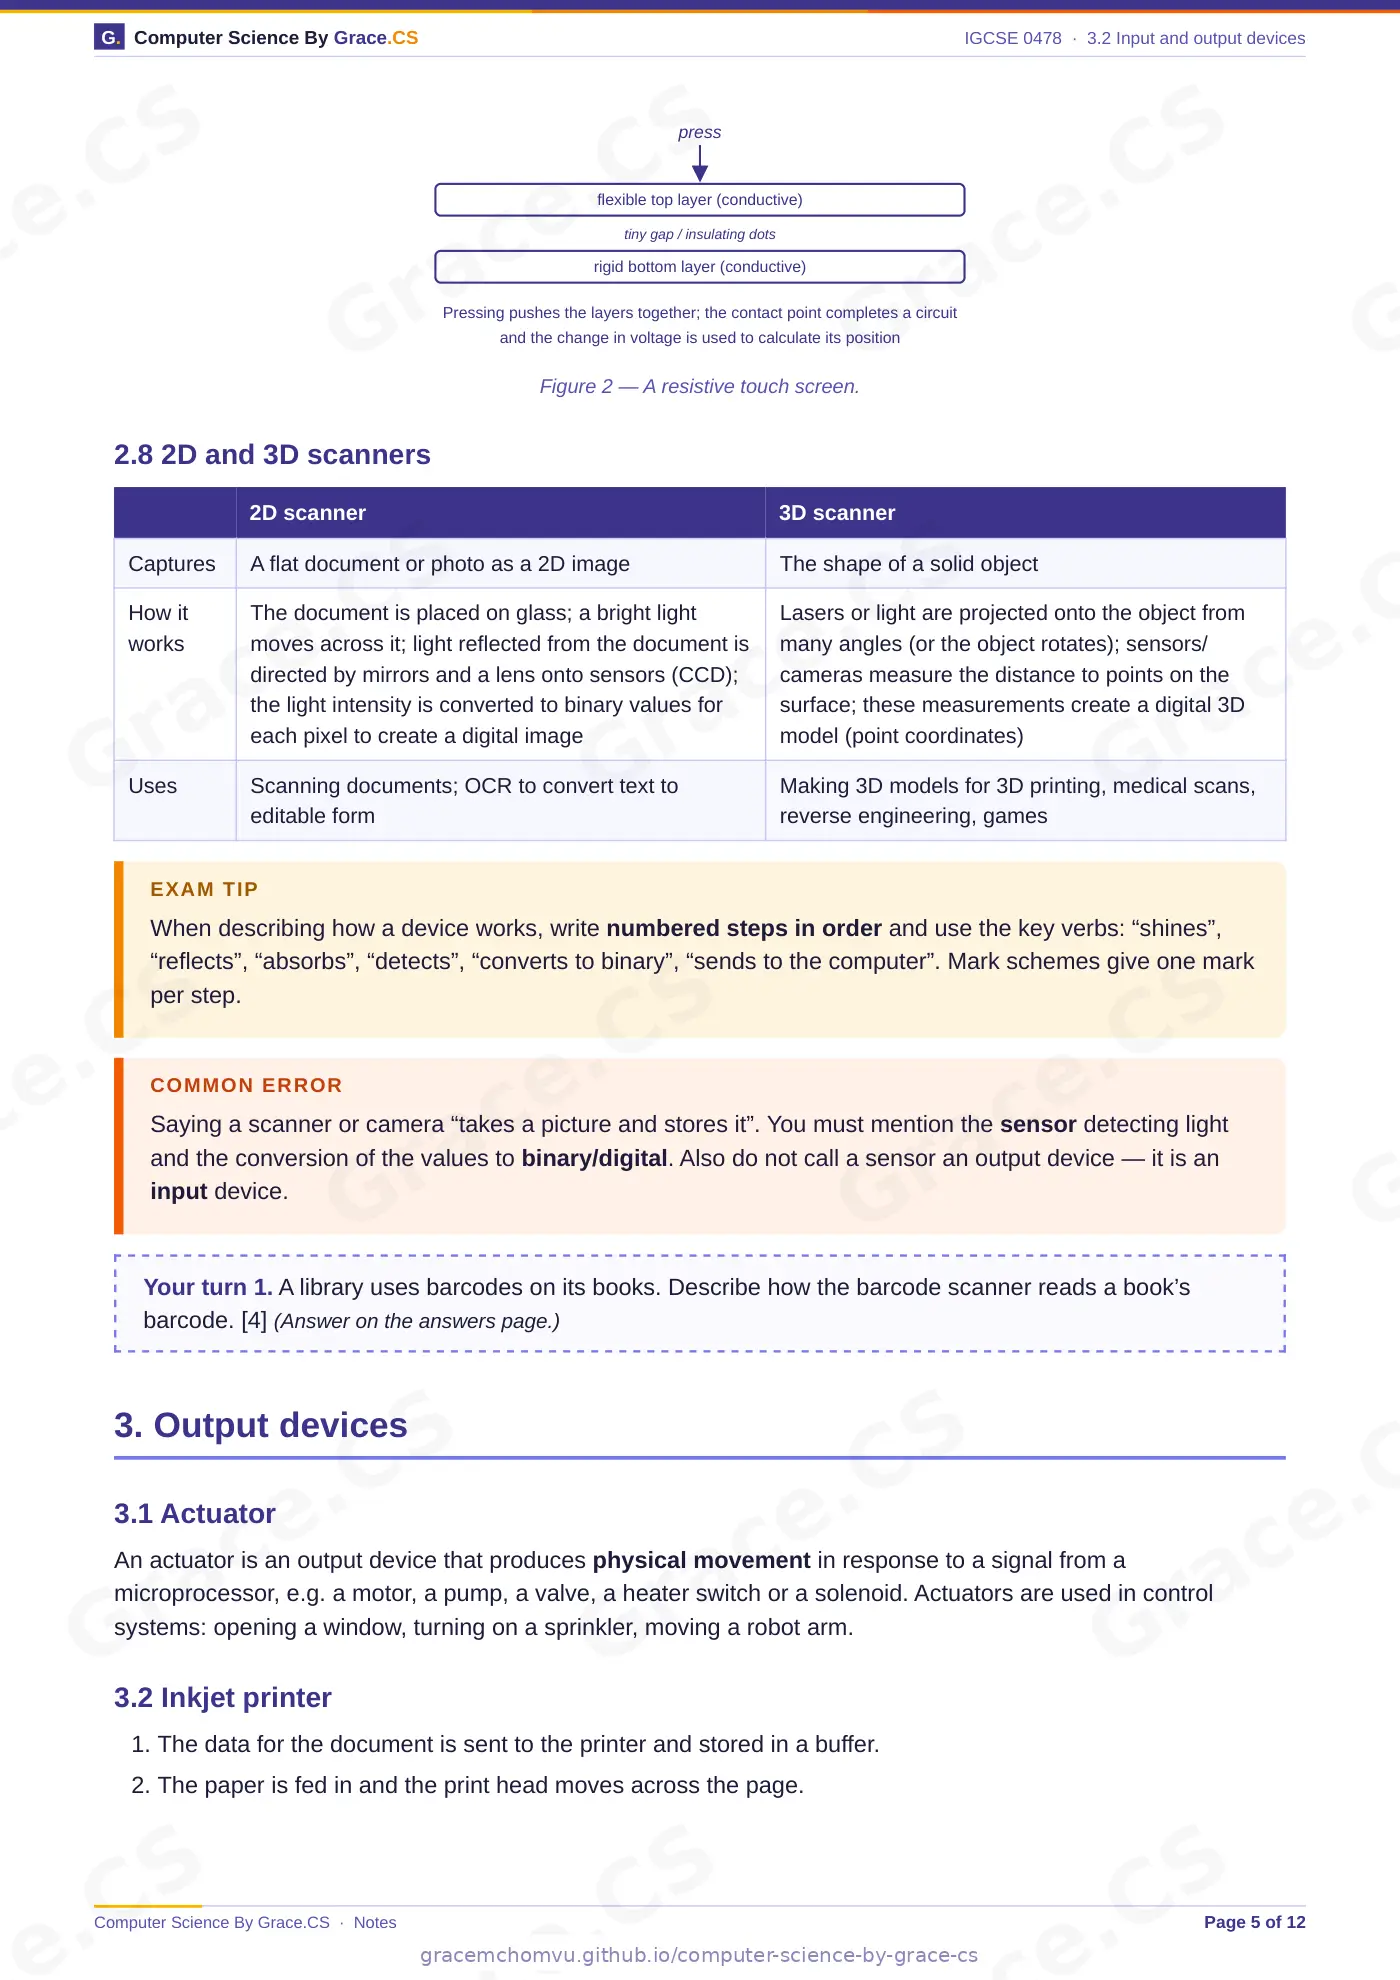 G. Computer Science By Grace.CS
IGCSE 0478 · 3.2 Input and output devices
press
flexible top layer (conductive)
tiny gap / insulating dots
rigid bottom layer (conductive)
Pressing pushes the layers together; the contact point completes a circuit
and the change in voltage is used to calculate its position
Figure 2 — A resistive touch screen.
2.8 2D and 3D scanners
2D scanner
3D scanner
Captures
A flat document or photo as a 2D image
The shape of a solid object
How it
works
The document is placed on glass; a bright light
moves across it; light reflected from the document is
directed by mirrors and a lens onto sensors (CCD);
the light intensity is converted to binary values for
each pixel to create a digital image
Lasers or light are projected onto the object from
many angles (or the object rotates); sensors/
cameras measure the distance to points on the
surface; these measurements create a digital 3D
model (point coordinates)
Uses
Scanning documents; OCR to convert text to
editable form
Making 3D models for 3D printing, medical scans,
reverse engineering, games
EXAM TIP
When describing how a device works, write numbered steps in order and use the key verbs: “shines”,
“reflects”, “absorbs”, “detects”, “converts to binary”, “sends to the computer”. Mark schemes give one mark
per step.
COMMON ERROR
Saying a scanner or camera “takes a picture and stores it”. You must mention the sensor detecting light
and the conversion of the values to binary/digital. Also do not call a sensor an output device — it is an
input device.
Your turn 1. A library uses barcodes on its books. Describe how the barcode scanner reads a book’s
barcode. [4] (Answer on the answers page.)
3. Output devices
3.1 Actuator
An actuator is an output device that produces physical movement in response to a signal from a
microprocessor, e.g. a motor, a pump, a valve, a heater switch or a solenoid. Actuators are used in control
systems: opening a window, turning on a sprinkler, moving a robot arm.
3.2 Inkjet printer
1. The data for the document is sent to the printer and stored in a buffer.
2. The paper is fed in and the print head moves across the page.
Computer Science By Grace.CS · Notes
Page 5 of 12
gracemchomvu.github.io/computer-science-by-grace-cs